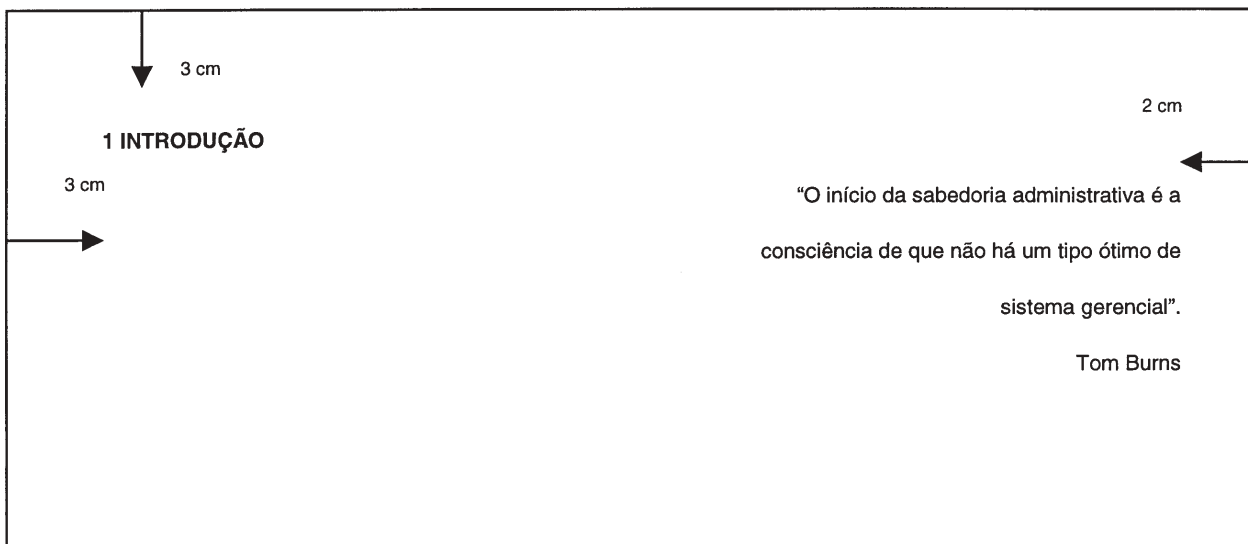 3 cm
2 cm
1 INTRODUÇÃO
3 cm
“O início da sabedoria administrativa é a
consciência de que não há um tipo ótimo de
sistema gerencial”.
Tom Burns